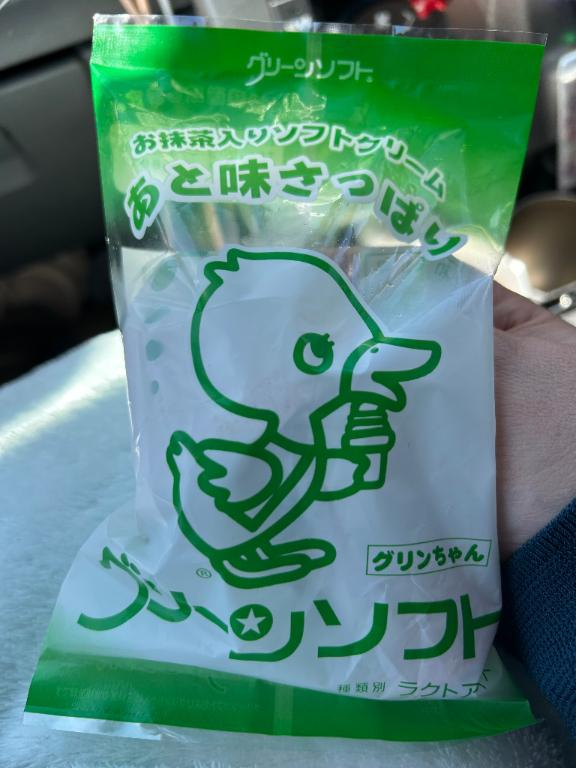 グリーンソフト®
お抹茶入りソフトクリーム
あと味さっぱり
グリンちゃん
グリーンソフト®
種類別 ラクトアイ